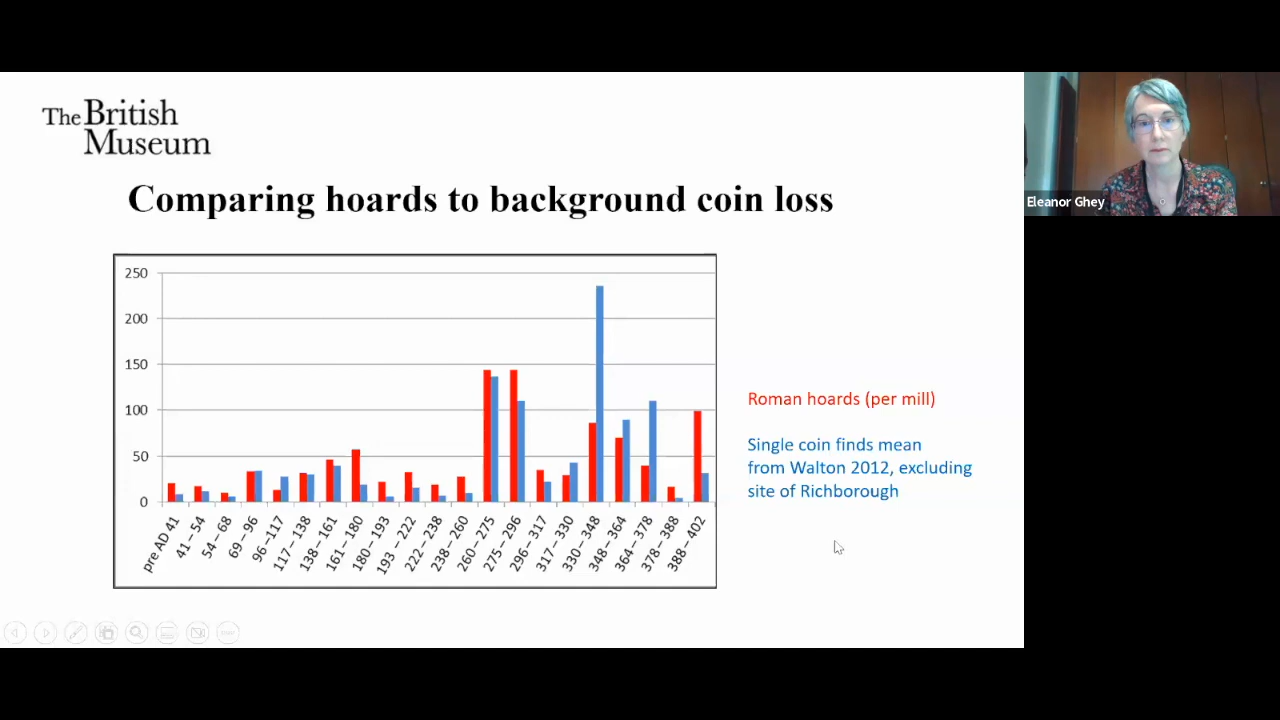 The British
Museum
Comparing hoards to background coin loss
250
200
150
100
50
0
pre AD 41
41 – 54
54 – 68
69 – 96
96 –117
117 – 138
138 – 161
161 – 180
180 – 193
193 – 222
222 – 238
238 – 260
260 – 275
275 – 296
296 – 317
317 – 330
330 – 348
348 – 364
364 – 378
378 – 388
388 – 402
Roman hoards (per mill)
Single coin finds mean
from Walton 2012, excluding
site of Richborough
Eleanor Ghey